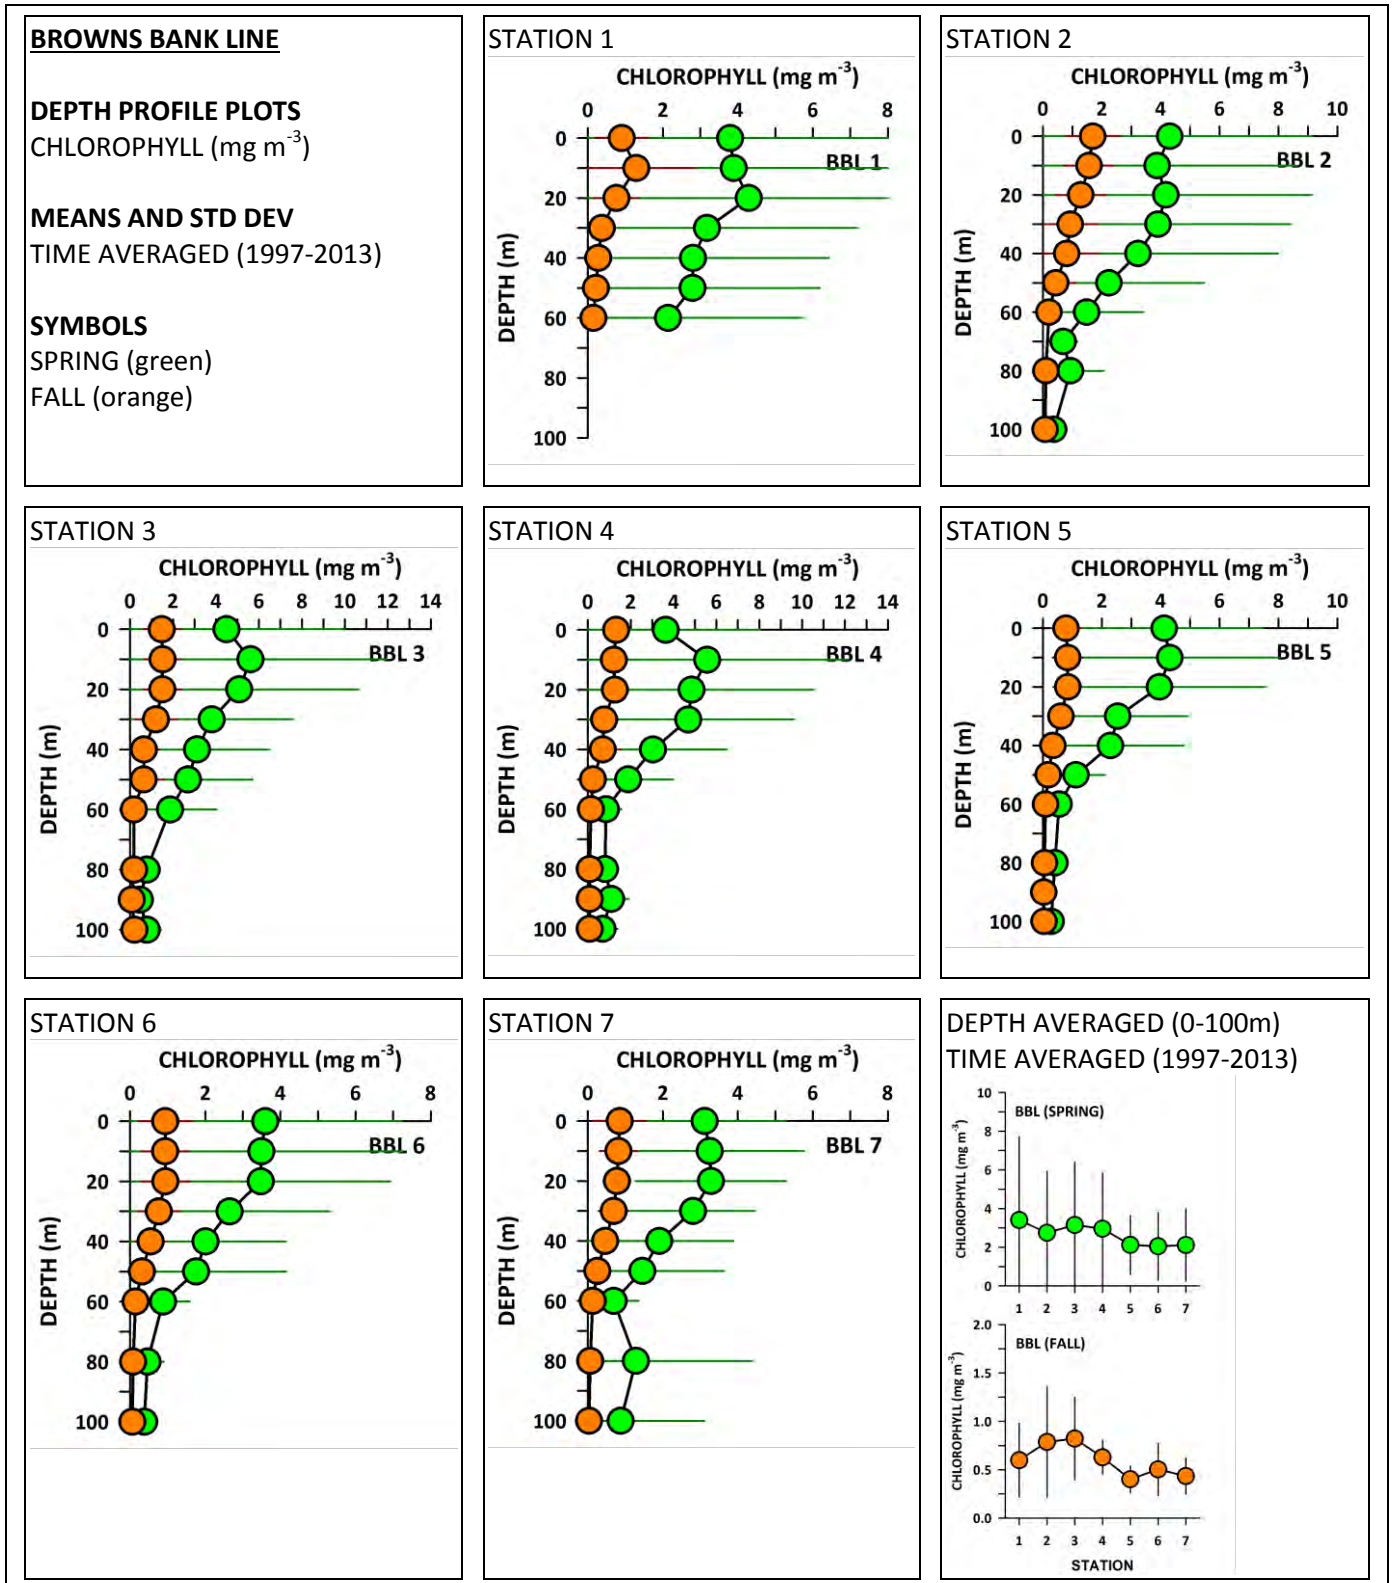 BROWNS BANK LINE
DEPTH PROFILE PLOTS
CHLOROPHYLL (mg m-3)
MEANS AND STD DEV
TIME AVERAGED (1997-2013)
SYMBOLS
SPRING (green)
FALL (orange)
STATION 1
CHLOROPHYLL (mg m-3)
0 2 4 6 8
BBL 1
DEPTH (m)
0
20
40
60
80
100
STATION 2
CHLOROPHYLL (mg m-3)
0 2 4 6 8 10
BBL 2
DEPTH (m)
0
20
40
60
80
100
STATION 3
CHLOROPHYLL (mg m-3)
0 2 4 6 8 10 12 14
BBL 3
DEPTH (m)
0
20
40
60
80
100
STATION 4
CHLOROPHYLL (mg m-3)
0 2 4 6 8 10 12 14
BBL 4
DEPTH (m)
0
20
40
60
80
100
STATION 5
CHLOROPHYLL (mg m-3)
0 2 4 6 8 10
BBL 5
DEPTH (m)
0
20
40
60
80
100
STATION 6
CHLOROPHYLL (mg m-3)
0 2 4 6 8
BBL 6
DEPTH (m)
0
20
40
60
80
100
STATION 7
CHLOROPHYLL (mg m-3)
0 2 4 6 8
BBL 7
DEPTH (m)
0
20
40
60
80
100
DEPTH AVERAGED (0-100m)
TIME AVERAGED (1997-2013)
BBL (SPRING)
CHLOROPHYLL (mg m-3)
10
8
6
4
2
0
1 2 3 4 5 6 7
BBL (FALL)
CHLOROPHYLL (mg m-3)
2.0
1.5
1.0
0.5
0.0
1 2 3 4 5 6 7
STATION